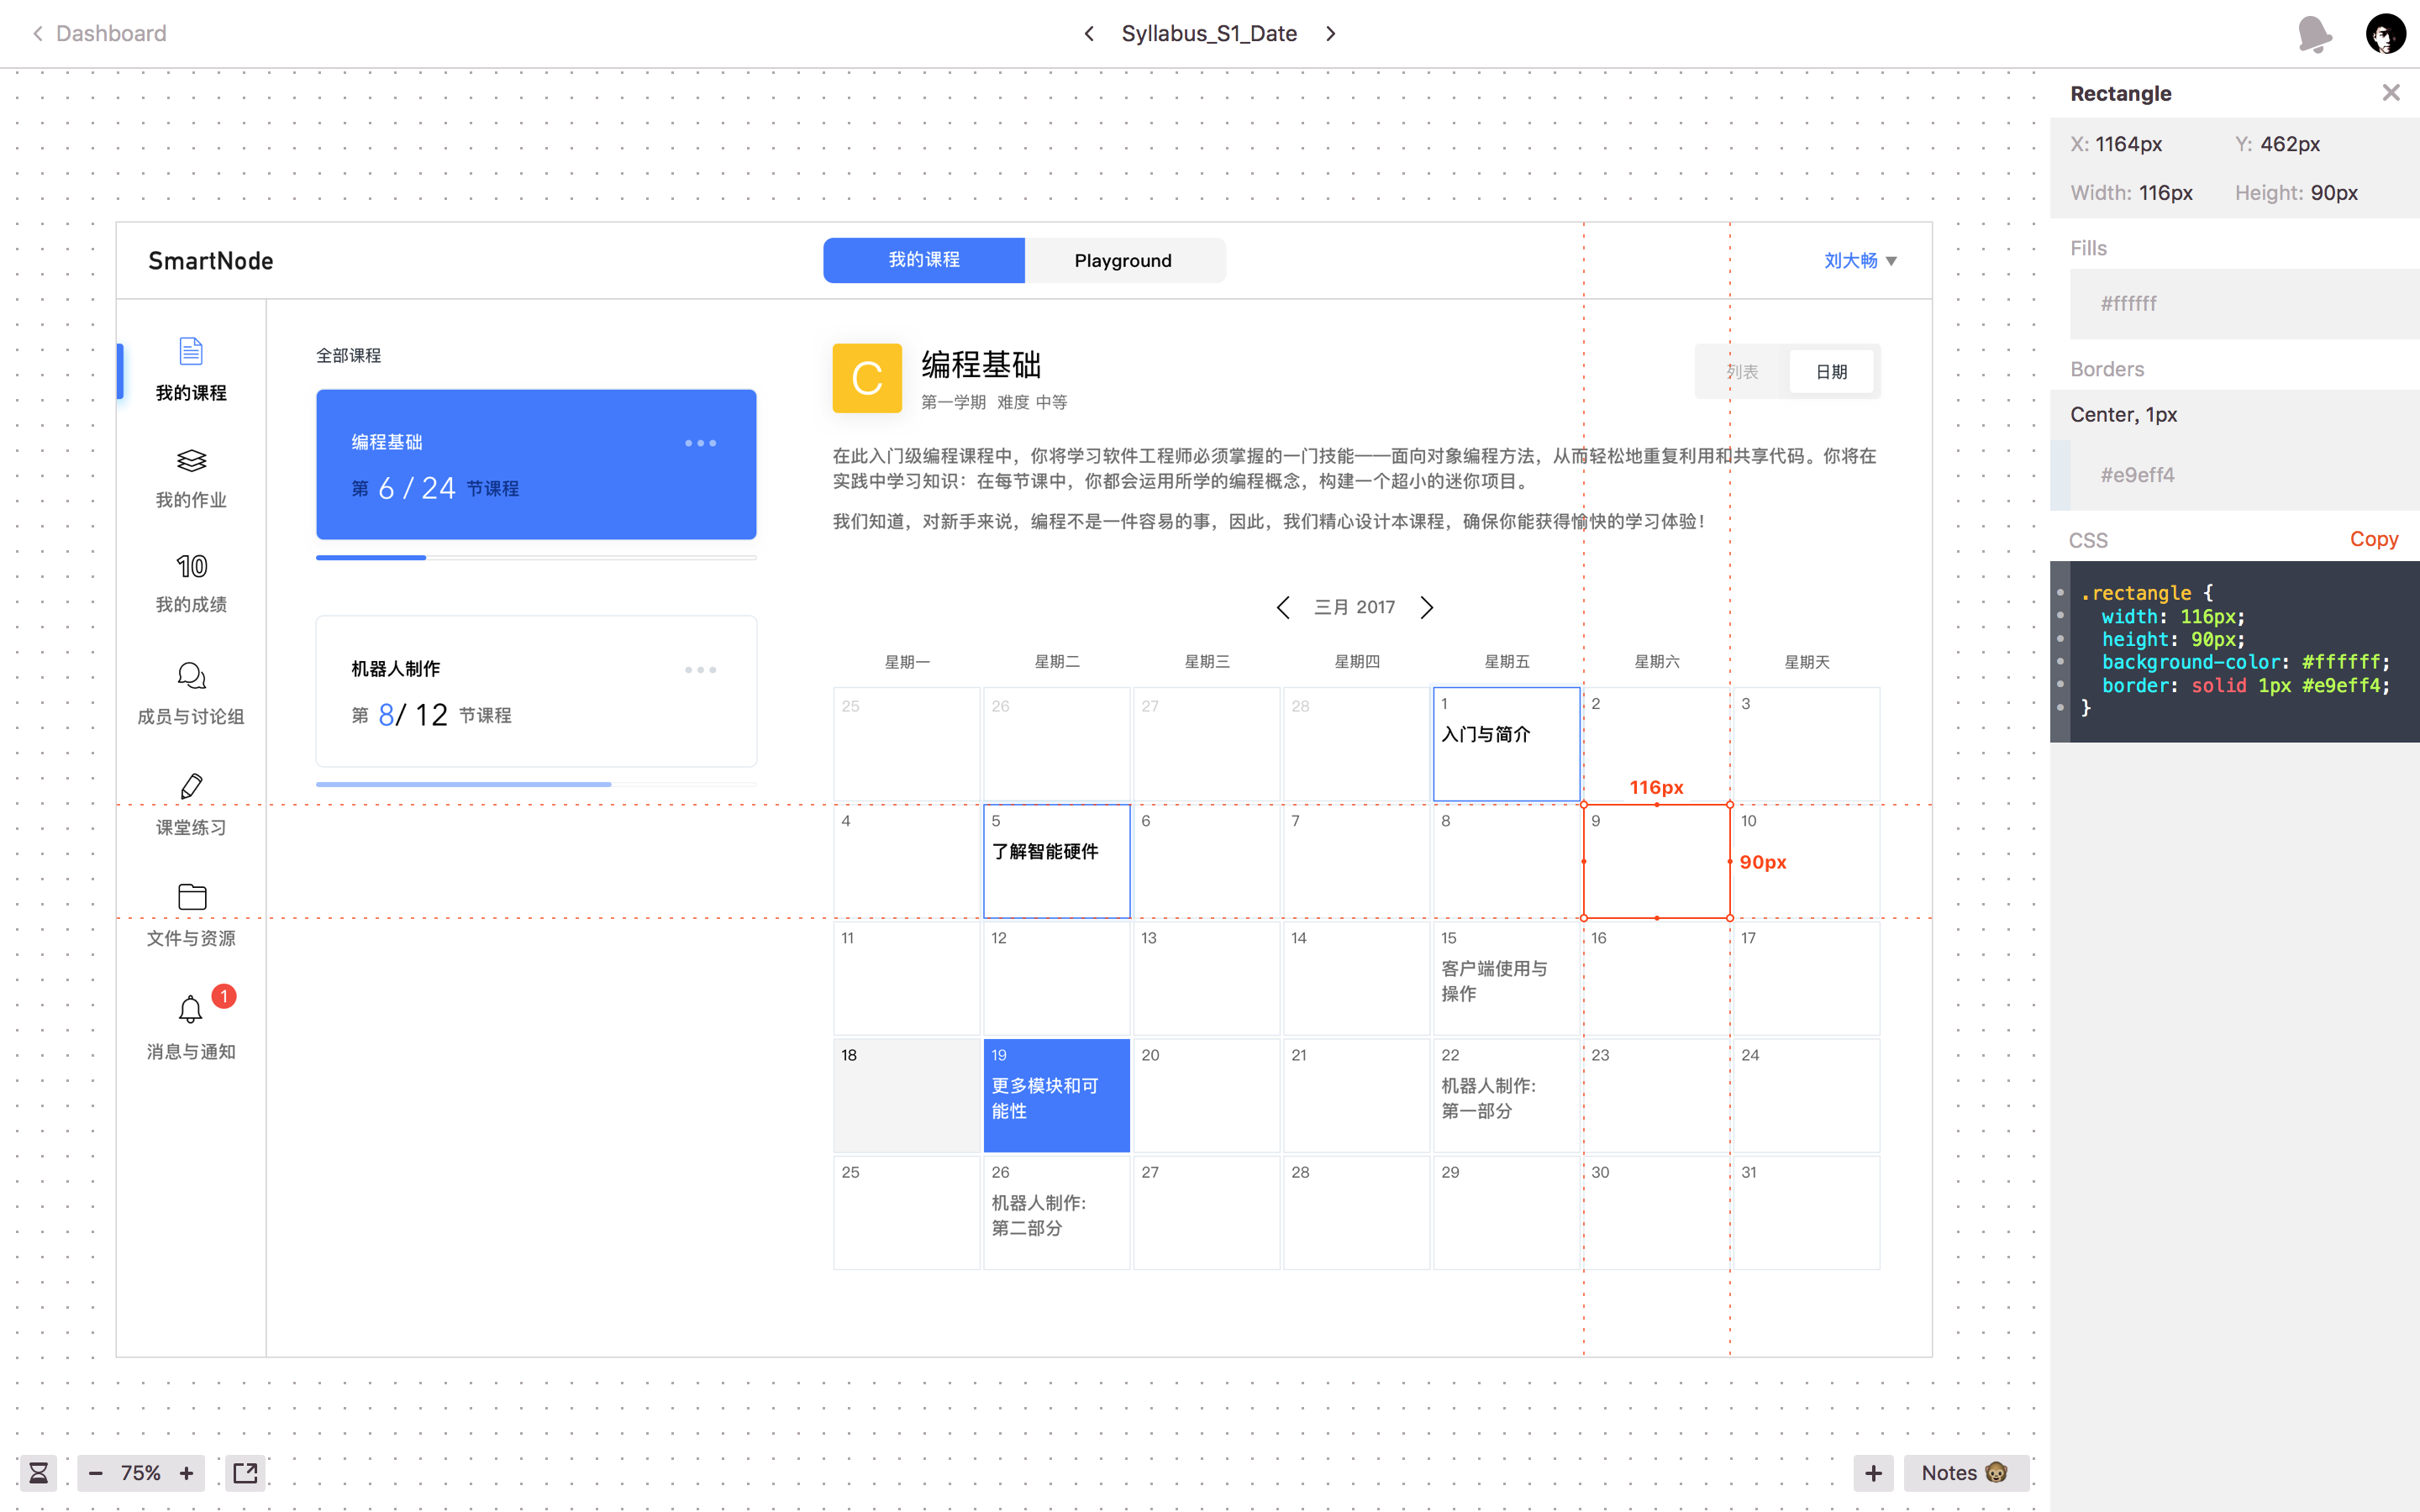 Dashboard
Syllabus_S1_Date
SmartNode
我的课程
Playground
刘大畅
我的课程
我的作业
10
我的成绩
成员与讨论组
课堂练习
文件与资源
1
消息与通知
全部课程
编程基础
第 6 / 24 节课程
机器人制作
第 8/ 12 节课程
C
编程基础
第一学期 难度 中等
列表
日期
在此入门级编程课程中，你将学习软件工程师必须掌握的一门技能——面向对象编程方法，从而轻松地重复利用和共享代码。你将在
实践中学习知识：在每节课中，你都会运用所学的编程概念，构建一个超小的迷你项目。
我们知道，对新手来说，编程不是一件容易的事，因此，我们精心设计本课程，确保你能获得愉快的学习体验！
三月 2017
星期一 星期二 星期三 星期四 星期五 星期六 星期天
25 26 27 28 1 2 3
入门与简介
116px
4 5 6 7 8 9 10
了解智能硬件
90px
11 12 13 14 15 16 17
客户端使用与
操作
18 19 20 21 22 23 24
更多模块和可 机器人制作:
能性 第一部分
25 26 27 28 29 30 31
机器人制作:
第二部分
Rectangle
X: 1164px Y: 462px
Width: 116px Height: 90px
Fills
#ffffff
Borders
Center, 1px
#e9eff4
CSS
Copy
.rectangle {
width: 116px;
height: 90px;
background-color: #ffffff;
border: solid 1px #e9eff4;
}
− 75% +
+
Notes 🐵